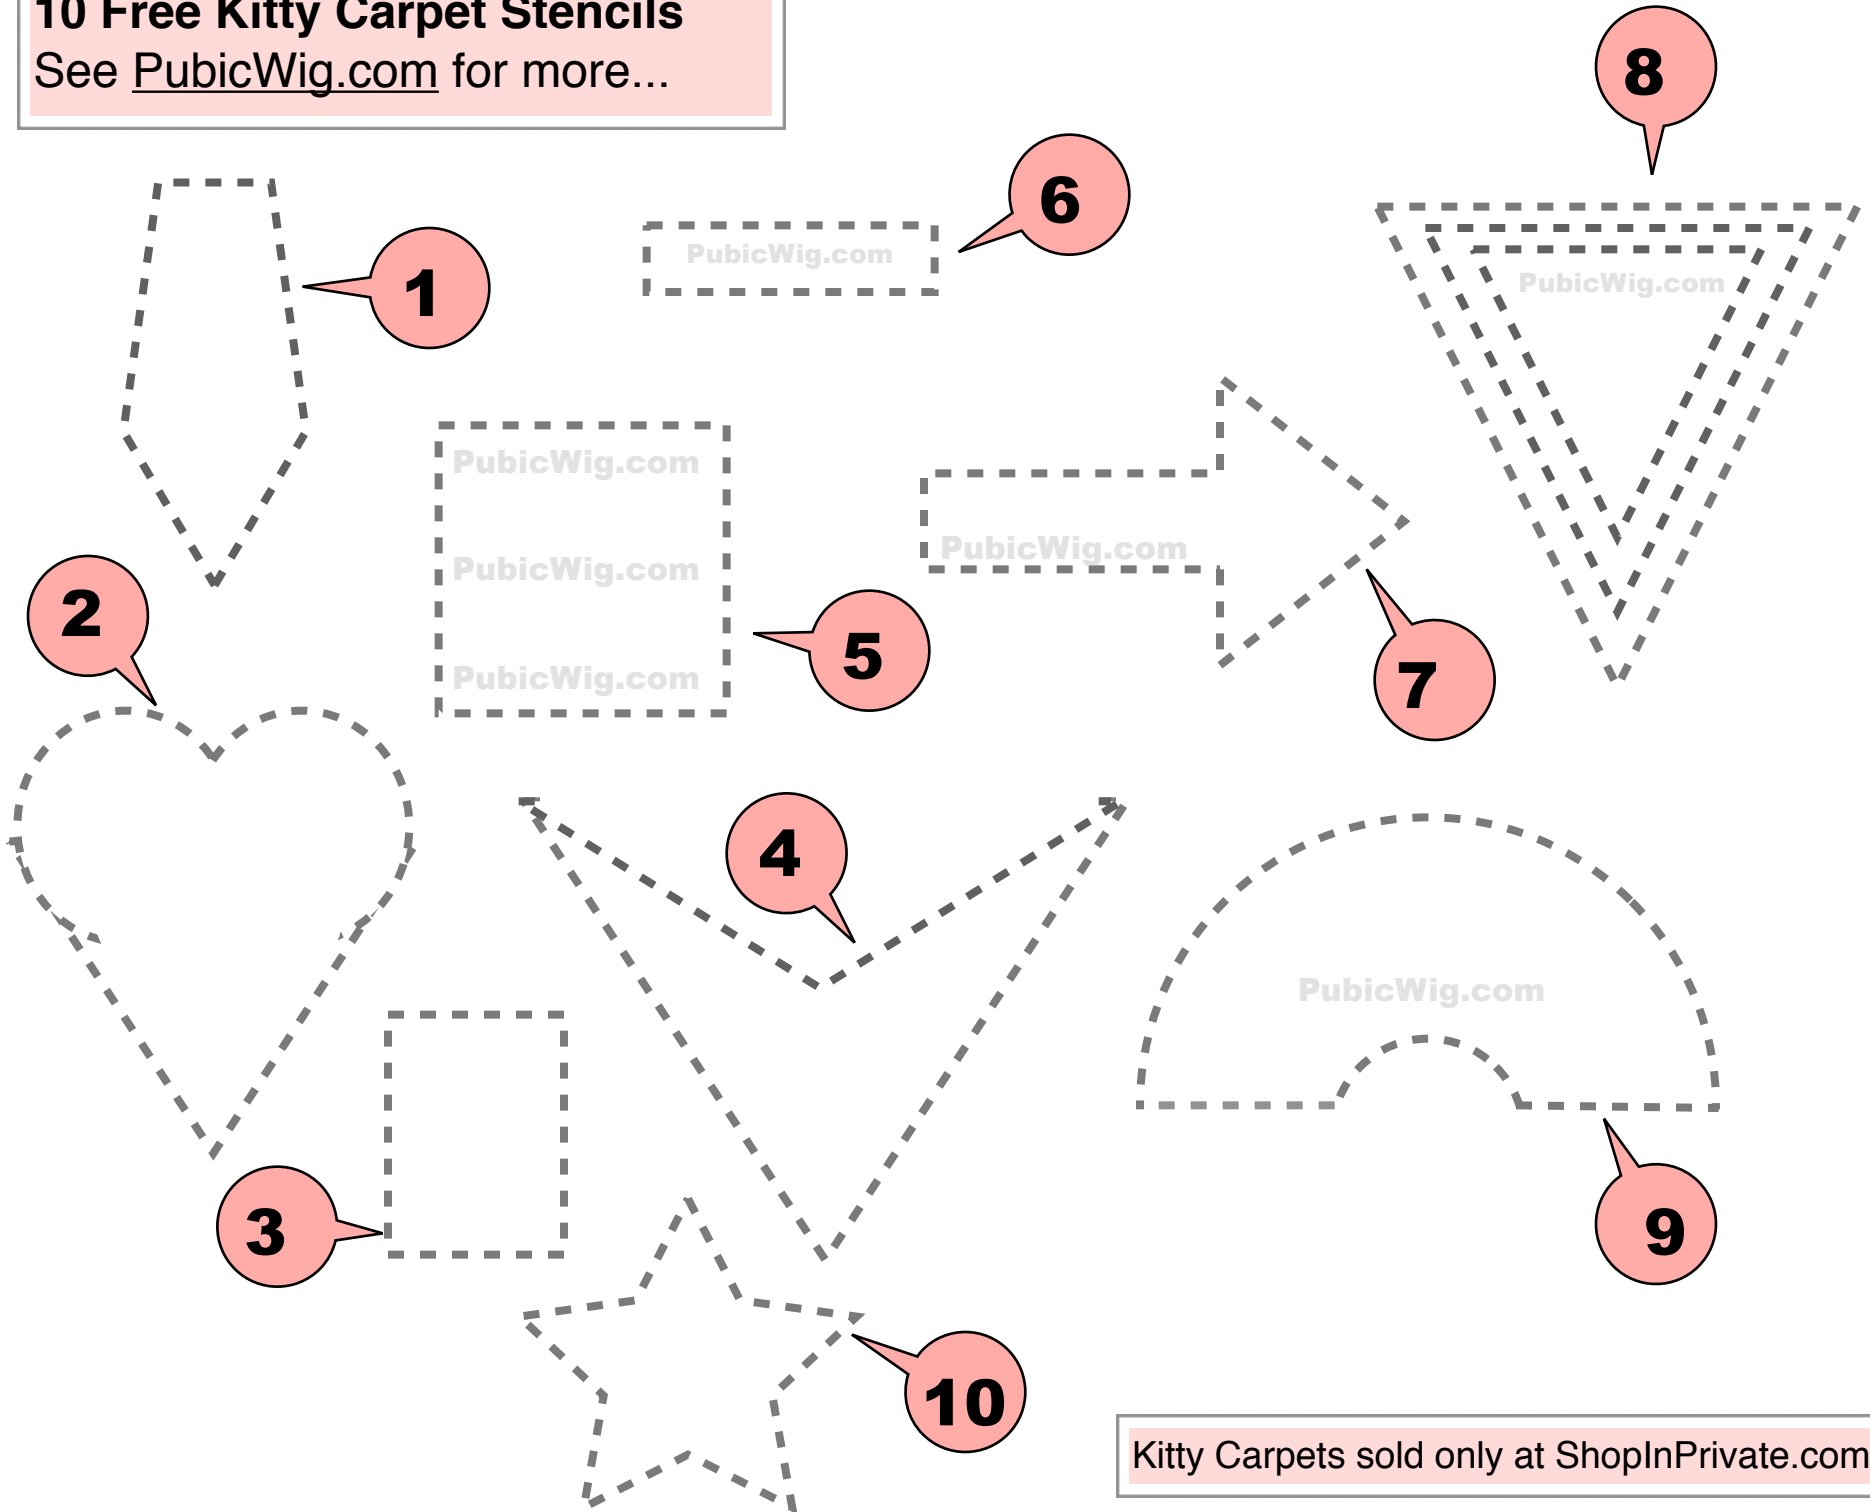 10 Free Kitty Carpet Stencils
See PubicWig.com for more...
8
6
PubicWig.com
PubicWig.com
1
PubicWig.com
PubicWig.com
PubicWig.com
2
5
PubicWig.com
7
4
PubicWig.com
3
9
10
Kitty Carpets sold only at ShopInPrivate.com